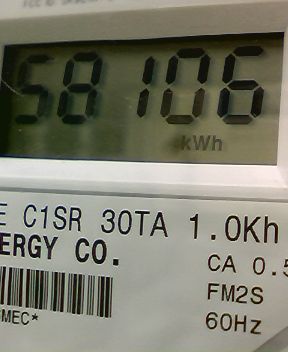 58106
kWh
E C1SR 30TA 1.0Kh
ERGY CO.
CA 0.5
FM2S
MEC*
60Hz